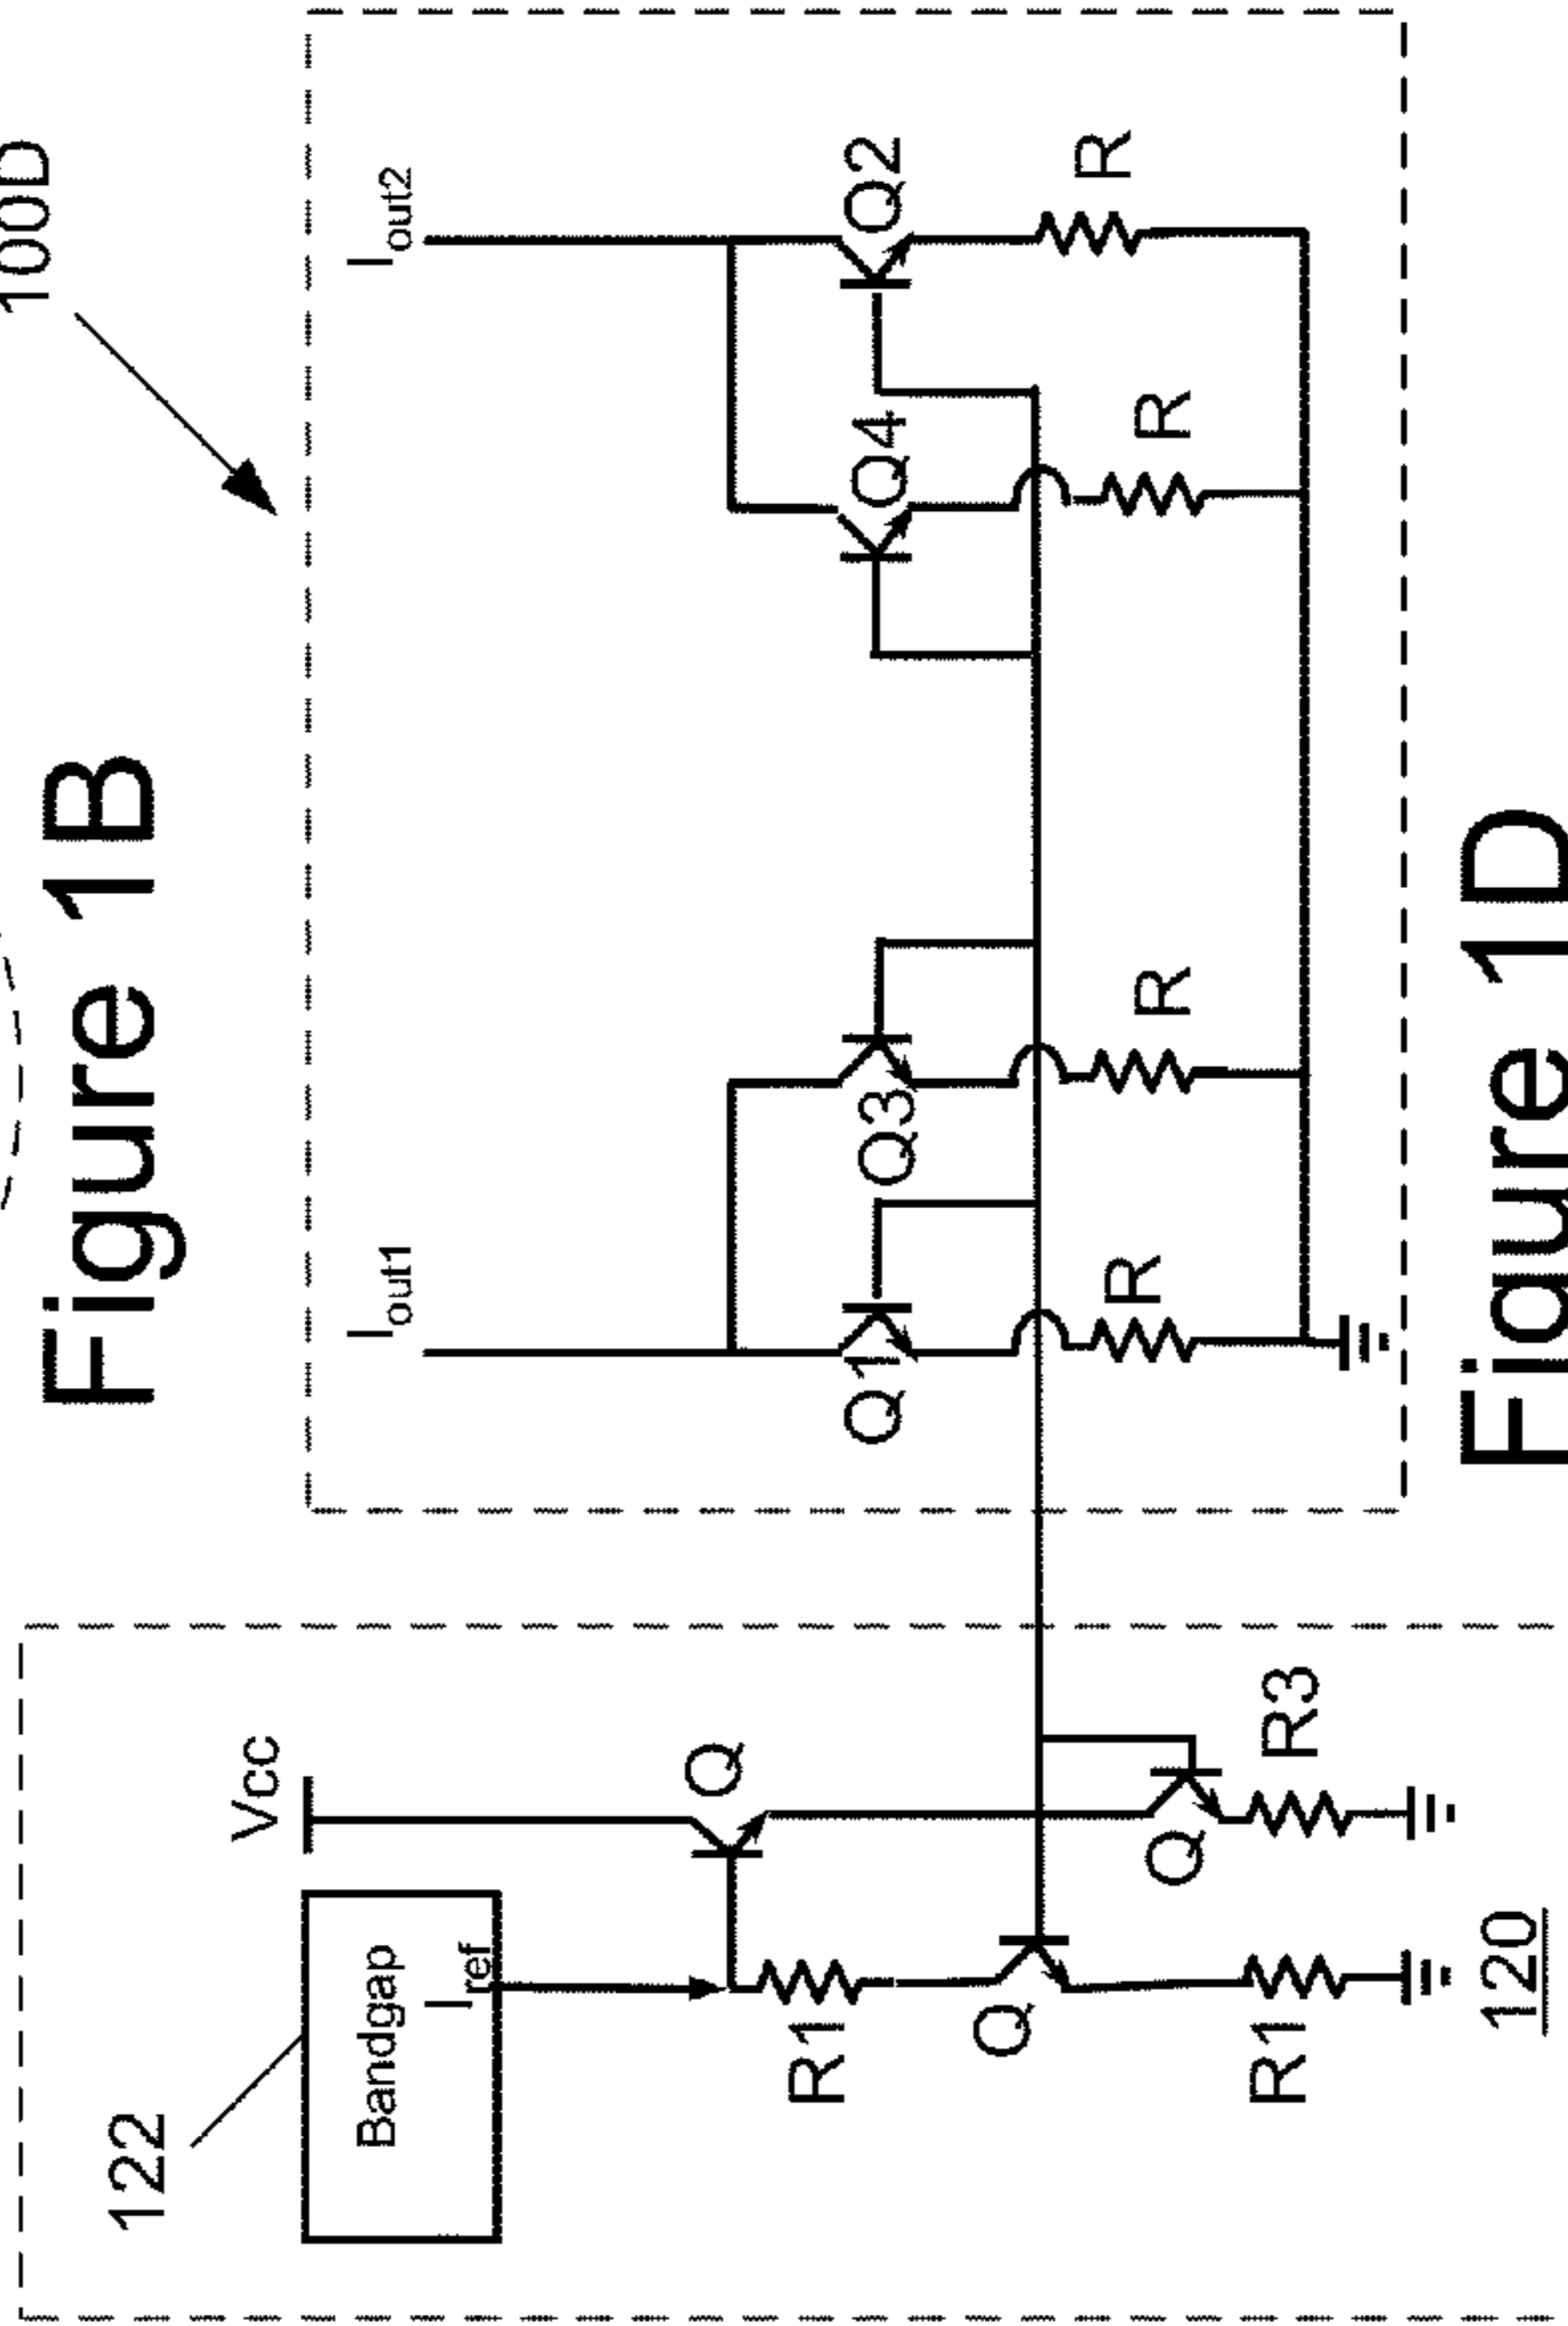 Figure 1B
100D
122
Bandgap
Iref
Vcc
Q
R1
Q
R1
Q
R3
120
Iout1
Iout2
Q1
Q3
Q4
Q2
R
R
R
R
Figure 1D